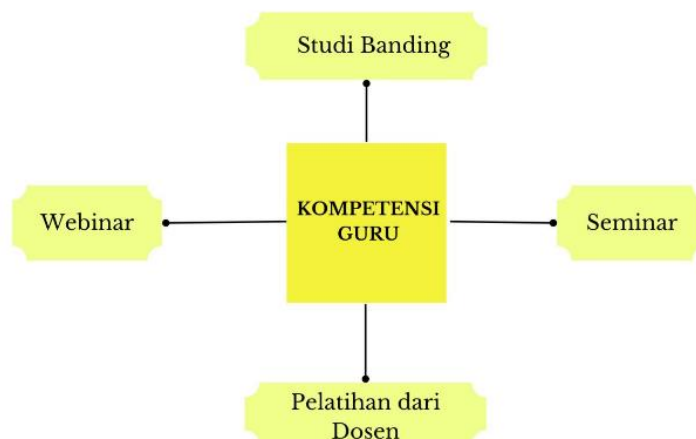 Studi Banding
Webinar
KOMPETENSI
GURU
Seminar
Pelatihan dari
Dosen